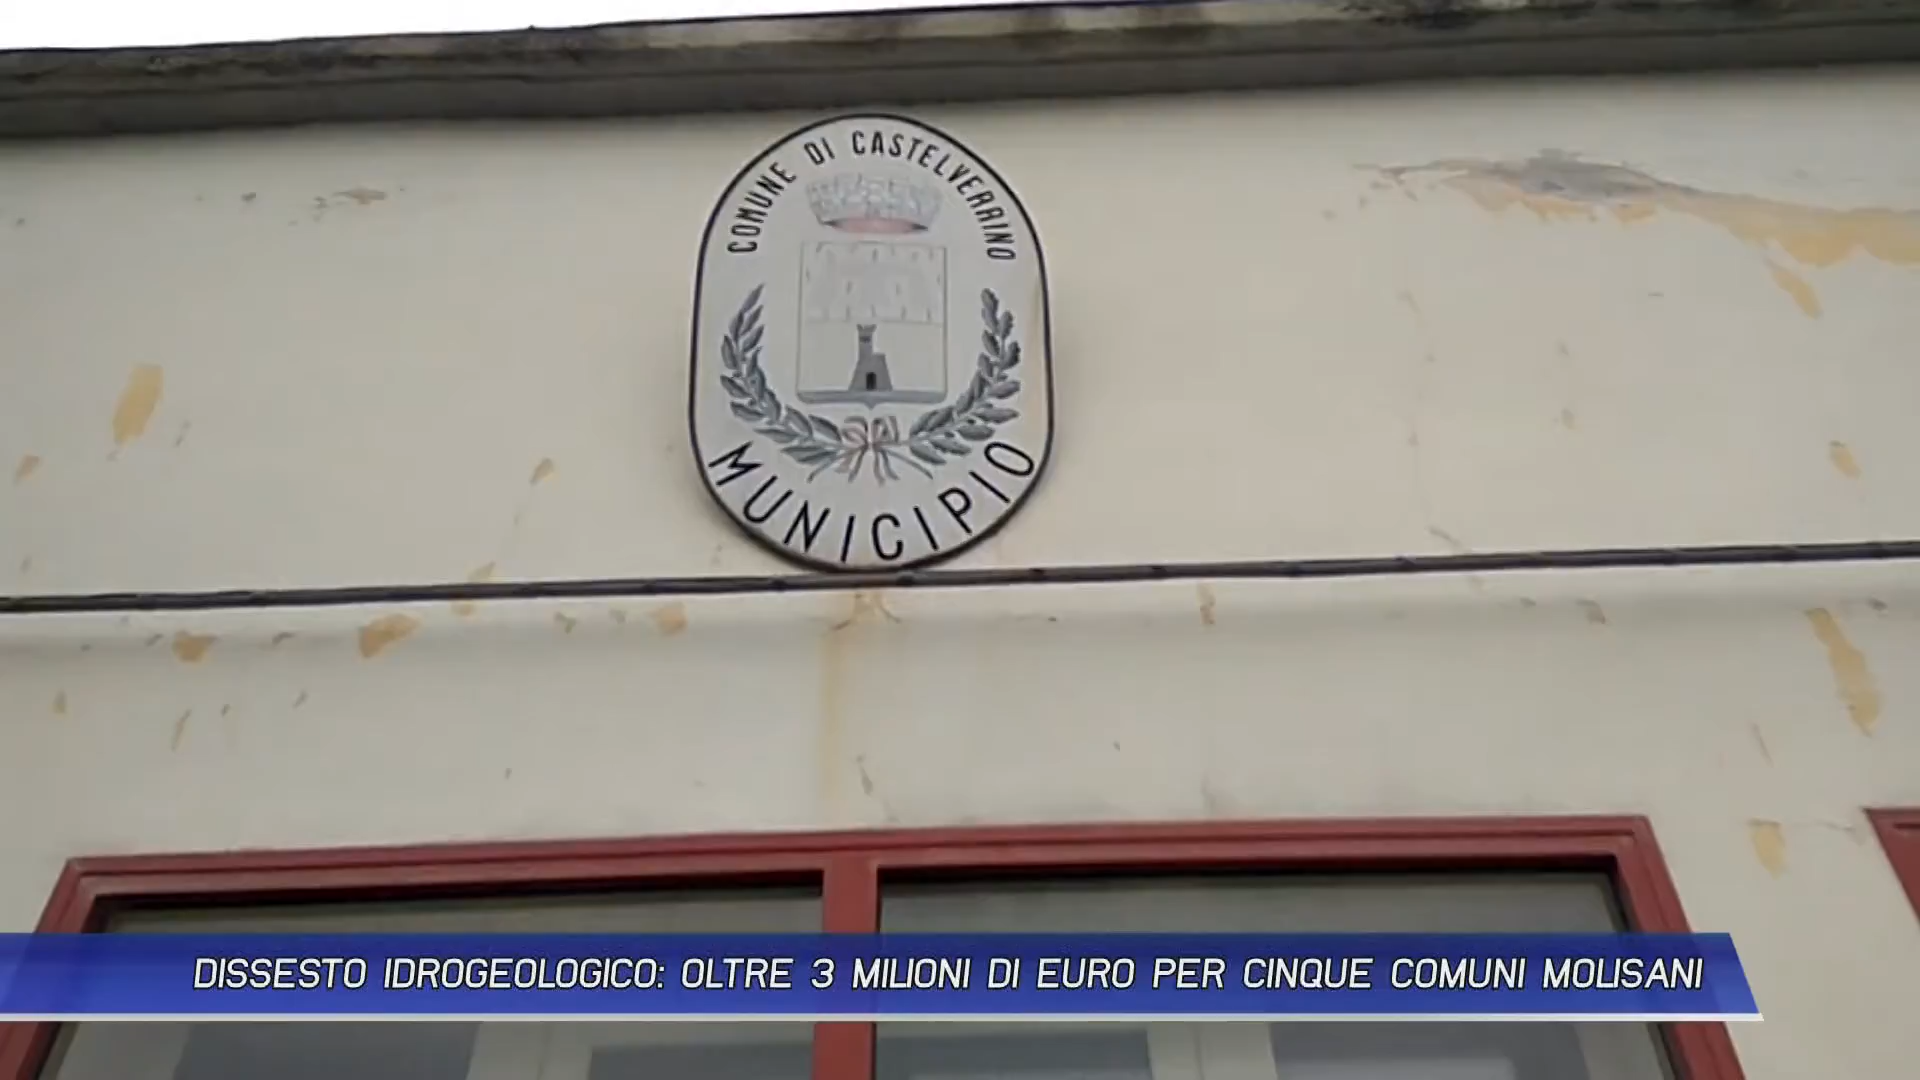 COMUNE DI CASTELVERRINO
MUNICIPIO
DISSESTO IDROGEOLOGICO: OLTRE 3 MILIONI DI EURO PER CINQUE COMUNI MOLISANI